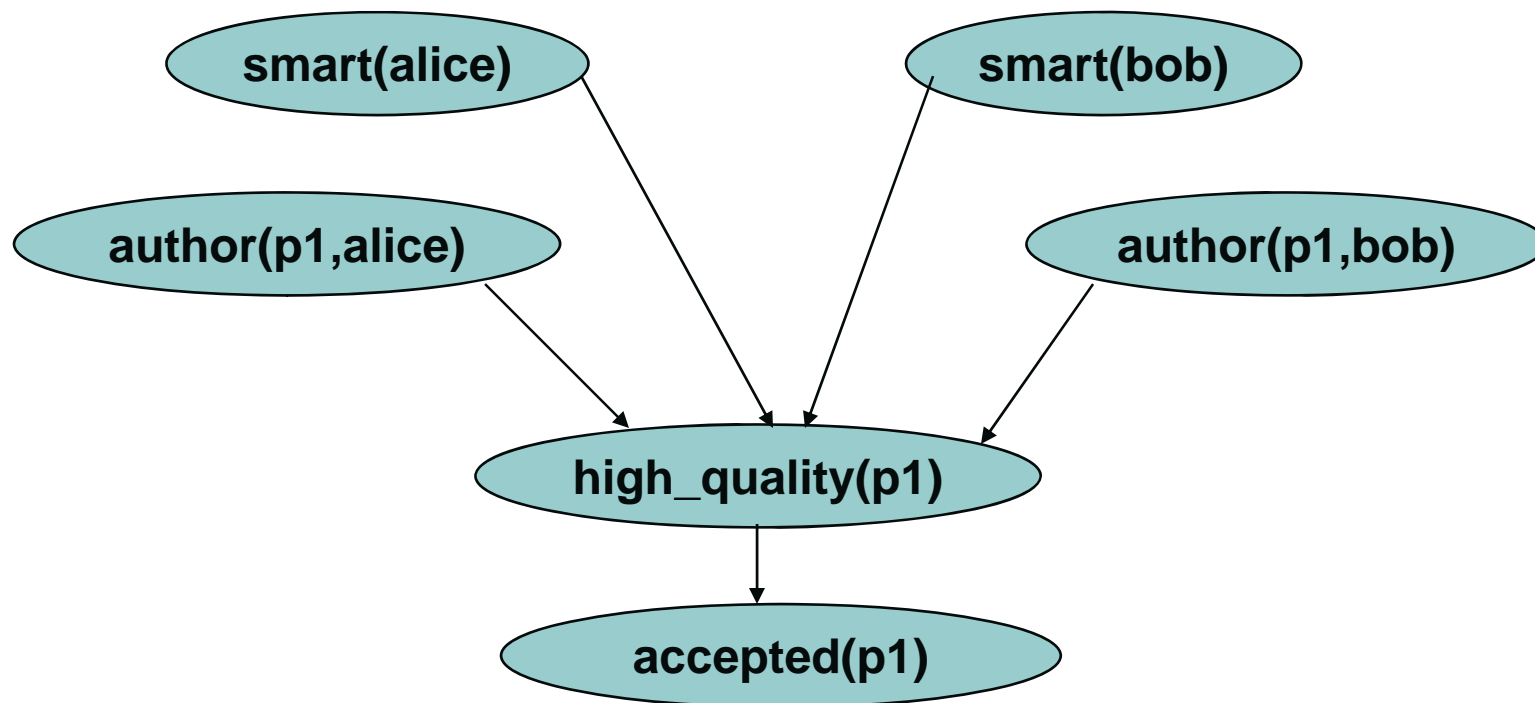 smart(alice)
smart(bob)
author(p1,alice)
author(p1,bob)
high_quality(p1)
accepted(p1)